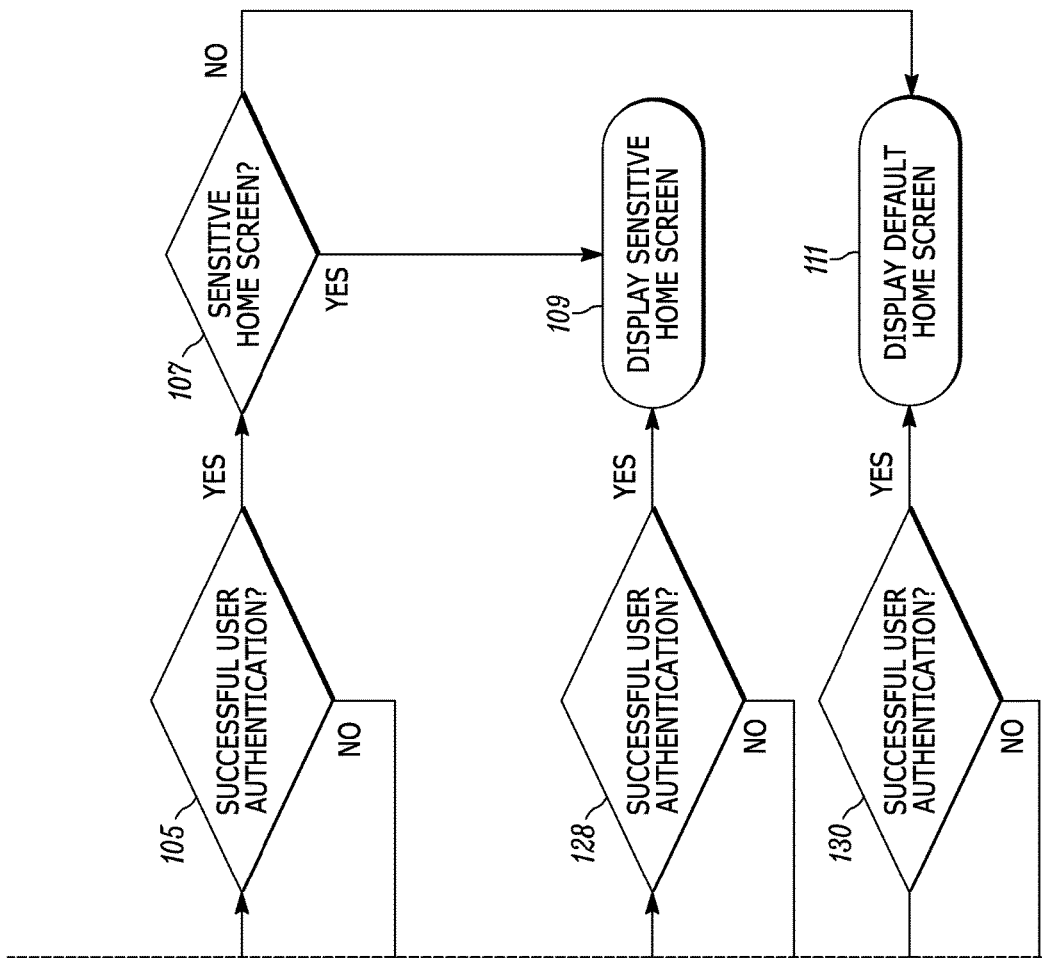 105
SUCCESSFUL USER
AUTHENTICATION?
NO
YES
107
SENSITIVE
HOME SCREEN?
NO
YES
128
SUCCESSFUL USER
AUTHENTICATION?
NO
YES
109
DISPLAY SENSITIVE
HOME SCREEN
130
SUCCESSFUL USER
AUTHENTICATION?
NO
YES
111
DISPLAY DEFAULT
HOME SCREEN